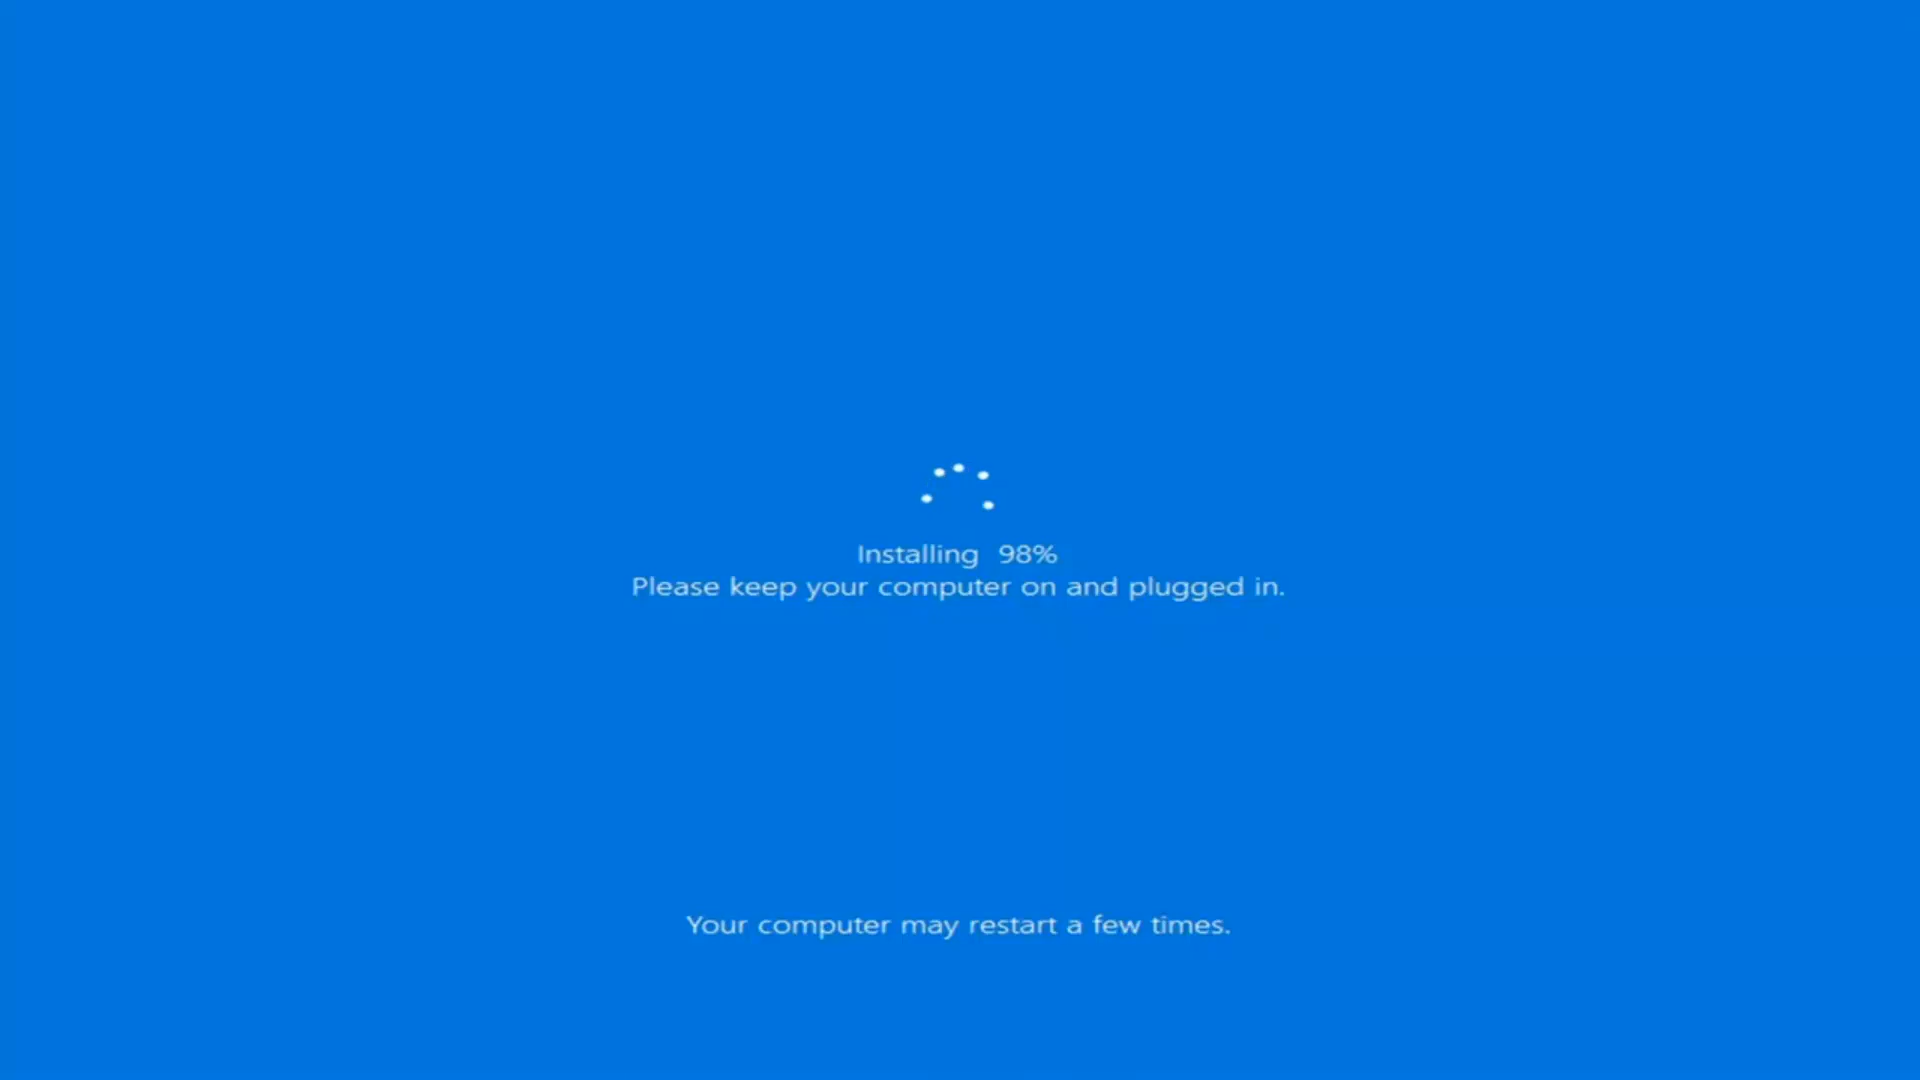 Installing 98%
Please keep your computer on and plugged in.
Your computer may restart a few times.